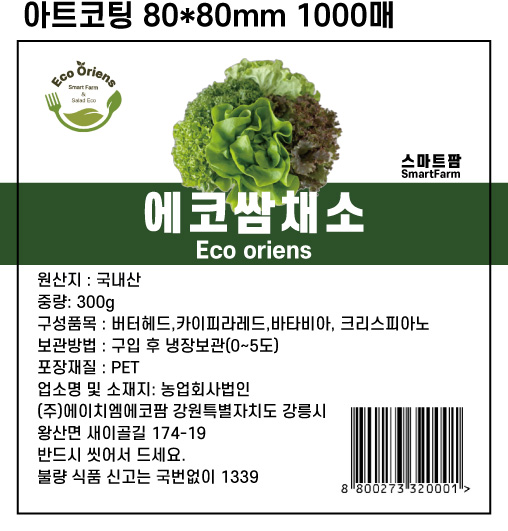 아트코팅 80*80mm 1000매
Eco Oriens
Smart Farm
&
Salad Eco
스마트팜
SmartFarm
에코쌈채소
Eco oriens
원산지 : 국내산
중량: 300g
구성품목 : 버터헤드,카이피라레드,바타비아, 크리스피아노
보관방법 : 구입 후 냉장보관(0~5도)
포장재질 : PET
업소명 및 소재지: 농업회사법인
(주)에이치엠에코팜 강원특별자치도 강릉시
왕산면 새이골길 174-19
반드시 씻어서 드세요.
불량 식품 신고는 국번없이 1339
8 800273 320001 >